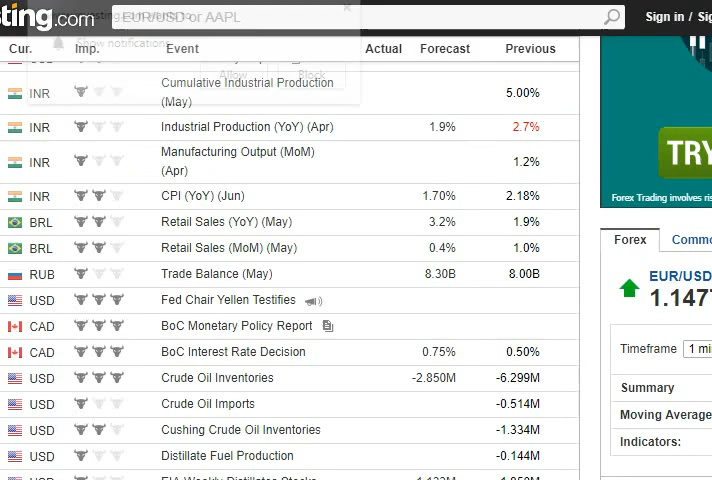 sting.com
EUR/USD or AAPL
Sign in /
Show notifications
Allow
Block
Cur. Imp. Event Actual Forecast Previous
INR Cumulative Industrial Production
(May) 5.00%
INR Industrial Production (YoY) (Apr) 1.9% 2.7%
INR Manufacturing Output (MoM)
(Apr) 1.2%
INR CPI (YoY) (Jun) 1.70% 2.18%
BRL Retail Sales (YoY) (May) 3.2% 1.9%
BRL Retail Sales (MoM) (May) 0.4% 1.0%
RUB Trade Balance (May) 8.30B 8.00B
USD Fed Chair Yellen Testifies
CAD BoC Monetary Policy Report
CAD BoC Interest Rate Decision 0.75% 0.50%
USD Crude Oil Inventories -2.850M -6.299M
USD Crude Oil Imports -0.514M
USD Cushing Crude Oil Inventories -1.334M
USD Distillate Fuel Production -0.144M
TRY
Forex Trading involves ris
Forex Commo
EUR/USD
1.147
Timeframe 1 mi
Summary
Moving Average
Indicators: